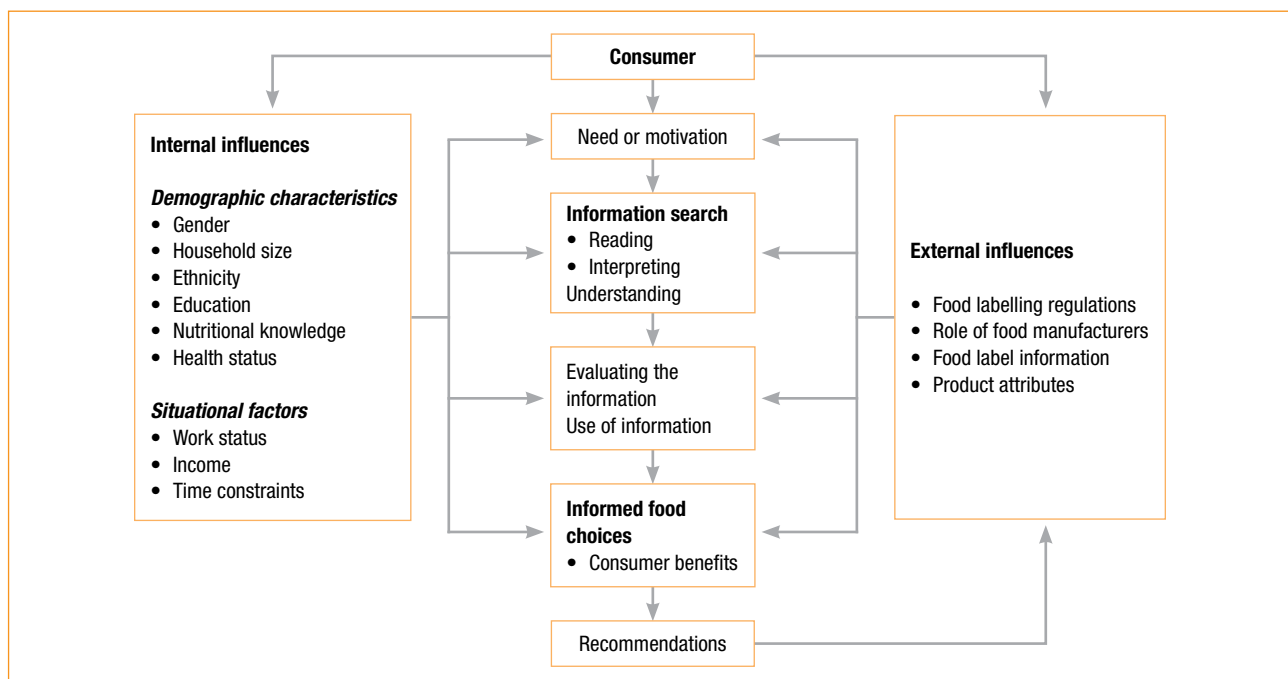 Consumer
Internal influences
Demographic characteristics
• Gender
• Household size
• Ethnicity
• Education
• Nutritional knowledge
• Health status
Situational factors
• Work status
• Income
• Time constraints
Need or motivation
Information search
• Reading
• Interpreting
Understanding
Evaluating the
information
Use of information
Informed food
choices
• Consumer benefits
Recommendations
External influences
• Food labelling regulations
• Role of food manufacturers
• Food label information
• Product attributes